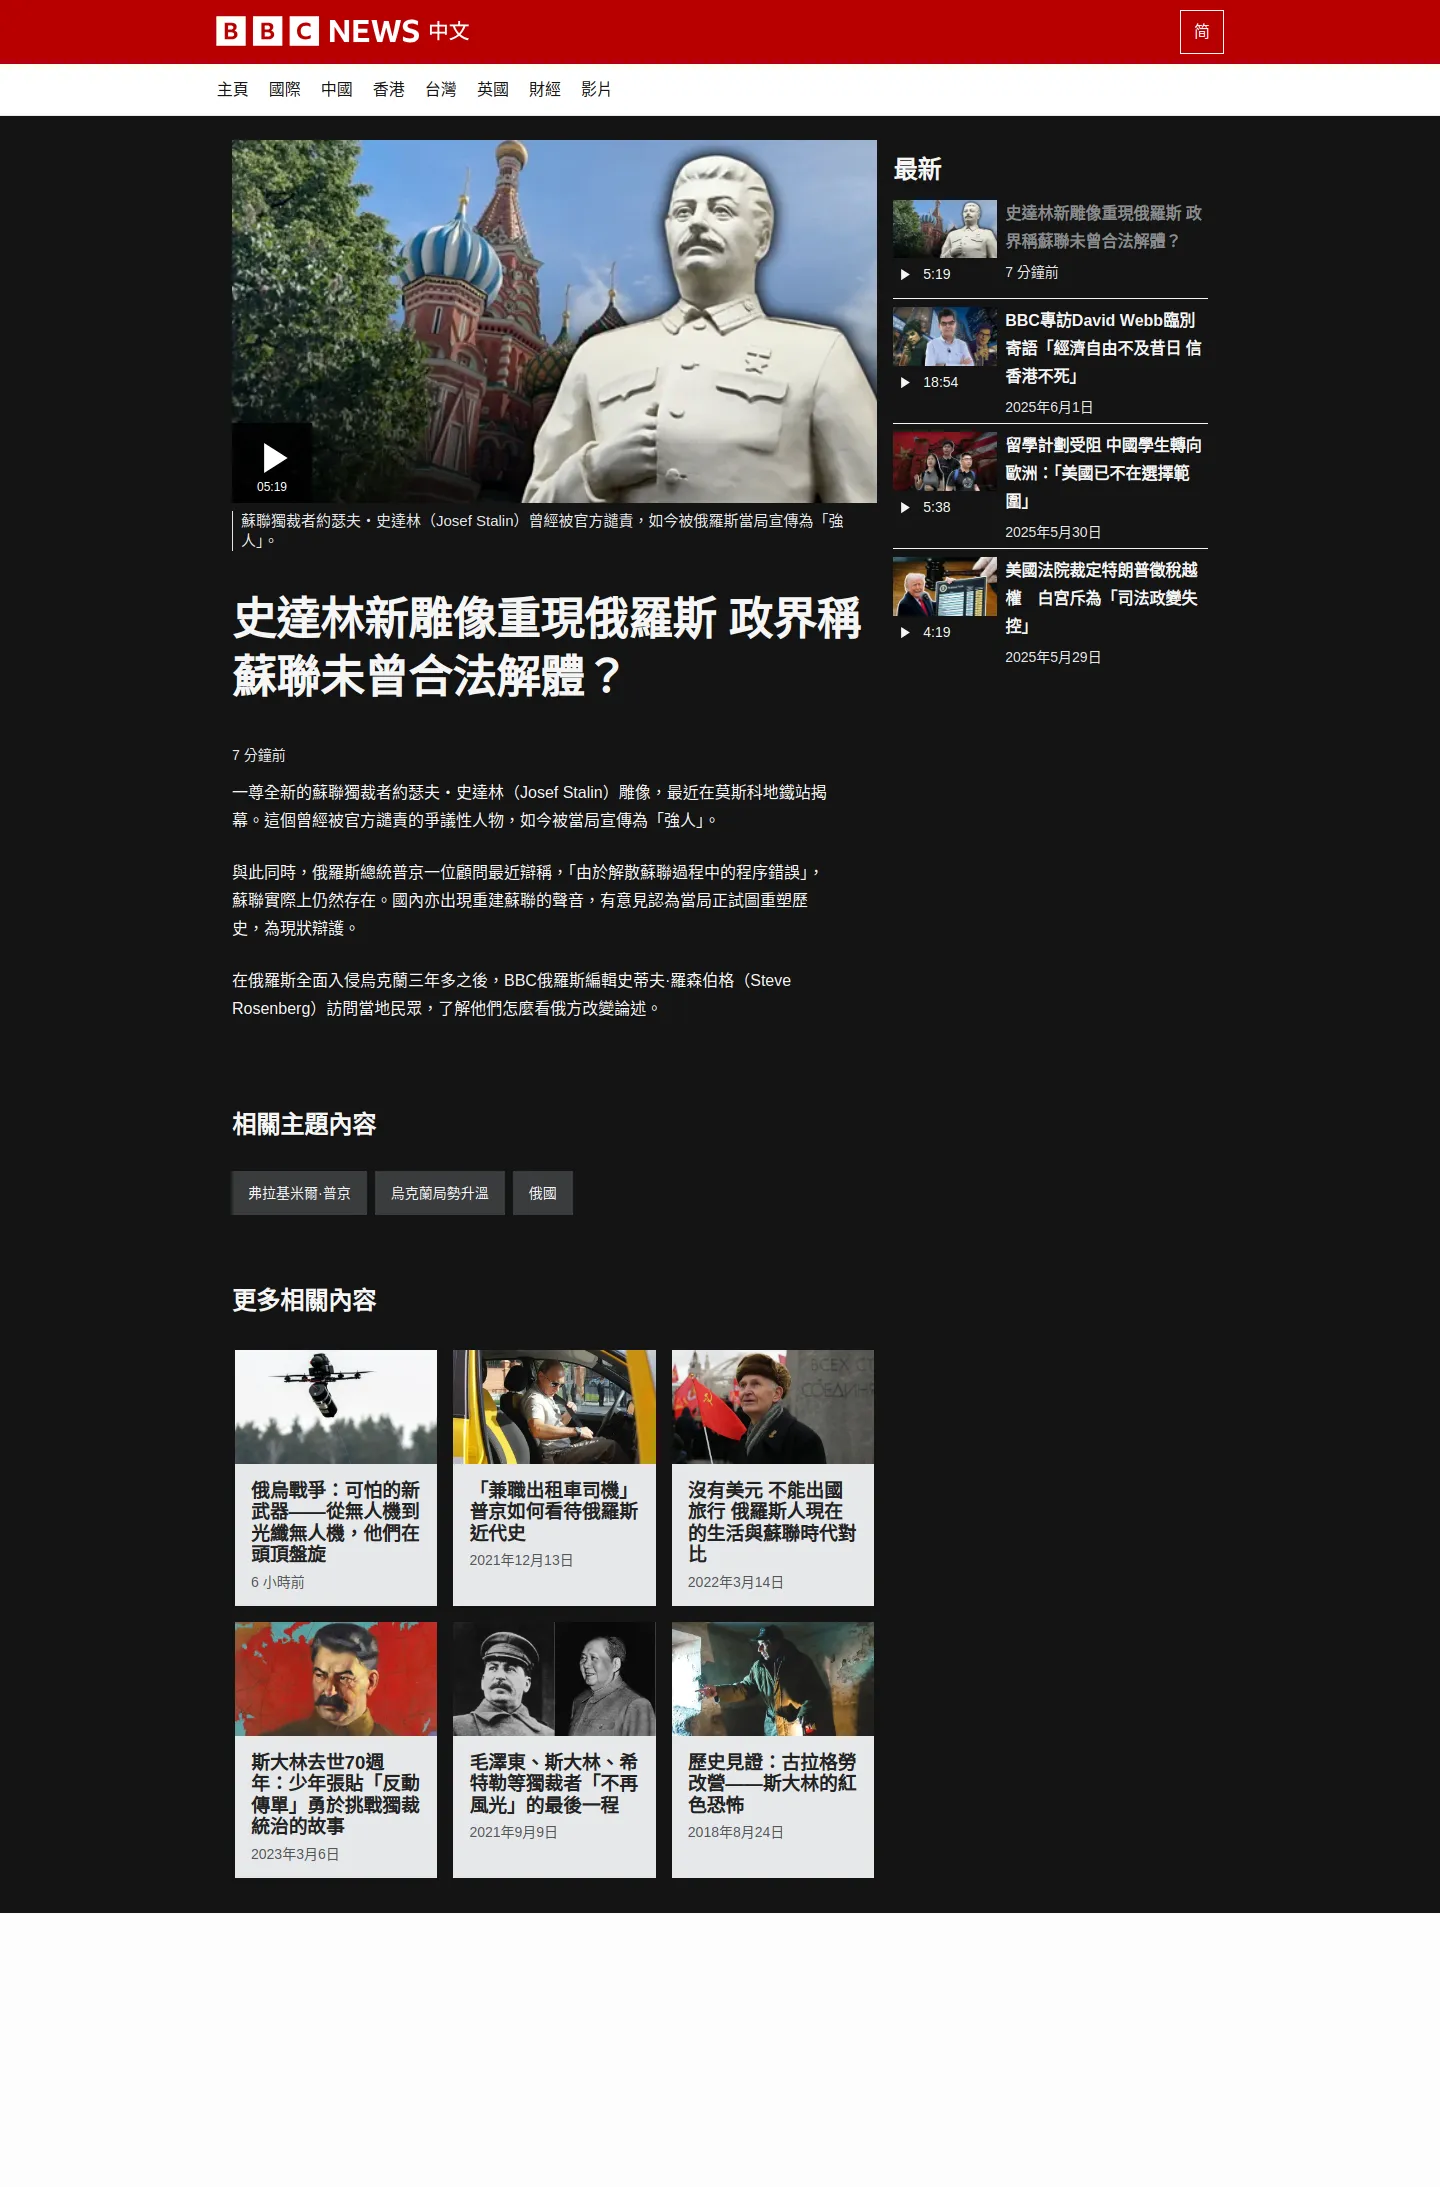 BBC NEWS 中文
简
主頁 國際 中國 香港 台灣 英國 財經 影片
05:19
蘇聯獨裁者約瑟夫・史達林（Josef Stalin）曾經被官方譴責，如今被俄羅斯當局宣傳為「強
人」。
史達林新雕像重現俄羅斯 政界稱
蘇聯未曾合法解體？
7 分鐘前
一尊全新的蘇聯獨裁者約瑟夫・史達林（Josef Stalin）雕像，最近在莫斯科地鐵站揭
幕。這個曾經被官方譴責的爭議性人物，如今被當局宣傳為「強人」。
與此同時，俄羅斯總統普京一位顧問最近辯稱，「由於解散蘇聯過程中的程序錯誤」，
蘇聯實際上仍然存在。國內亦出現重建蘇聯的聲音，有意見認為當局正試圖重塑歷
史，為現狀辯護。
在俄羅斯全面入侵烏克蘭三年多之後，BBC俄羅斯編輯史蒂夫·羅森伯格（Steve
Rosenberg）訪問當地民眾，了解他們怎麼看俄方改變論述。
最新
史達林新雕像重現俄羅斯 政
界稱蘇聯未曾合法解體？
5:19
7 分鐘前
BBC專訪David Webb臨別
寄語「經濟自由不及昔日 信
香港不死」
18:54
2025年6月1日
留學計劃受阻 中國學生轉向
歐洲：「美國已不在選擇範
圍」
5:38
2025年5月30日
美國法院裁定特朗普徵稅越
權　白宮斥為「司法政變失
控」
4:19
2025年5月29日
相關主題內容
弗拉基米爾·普京
烏克蘭局勢升溫
俄國
更多相關內容
俄烏戰爭：可怕的新
武器——從無人機到
光纖無人機，他們在
頭頂盤旋
6 小時前
「兼職出租車司機」
普京如何看待俄羅斯
近代史
2021年12月13日
ВСЕХ СТ
СОЕДИНЯ
沒有美元 不能出國
旅行 俄羅斯人現在
的生活與蘇聯時代對
比
2022年3月14日
斯大林去世70週
年：少年張貼「反動
傳單」勇於挑戰獨裁
統治的故事
2023年3月6日
毛澤東、斯大林、希
特勒等獨裁者「不再
風光」的最後一程
2021年9月9日
歷史見證：古拉格勞
改營——斯大林的紅
色恐怖
2018年8月24日